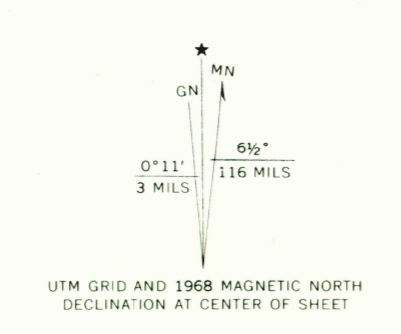 ★
MN
GN
6½°
0°11′
116 MILS
3 MILS
UTM GRID AND 1968 MAGNETIC NORTH
DECLINATION AT CENTER OF SHEET